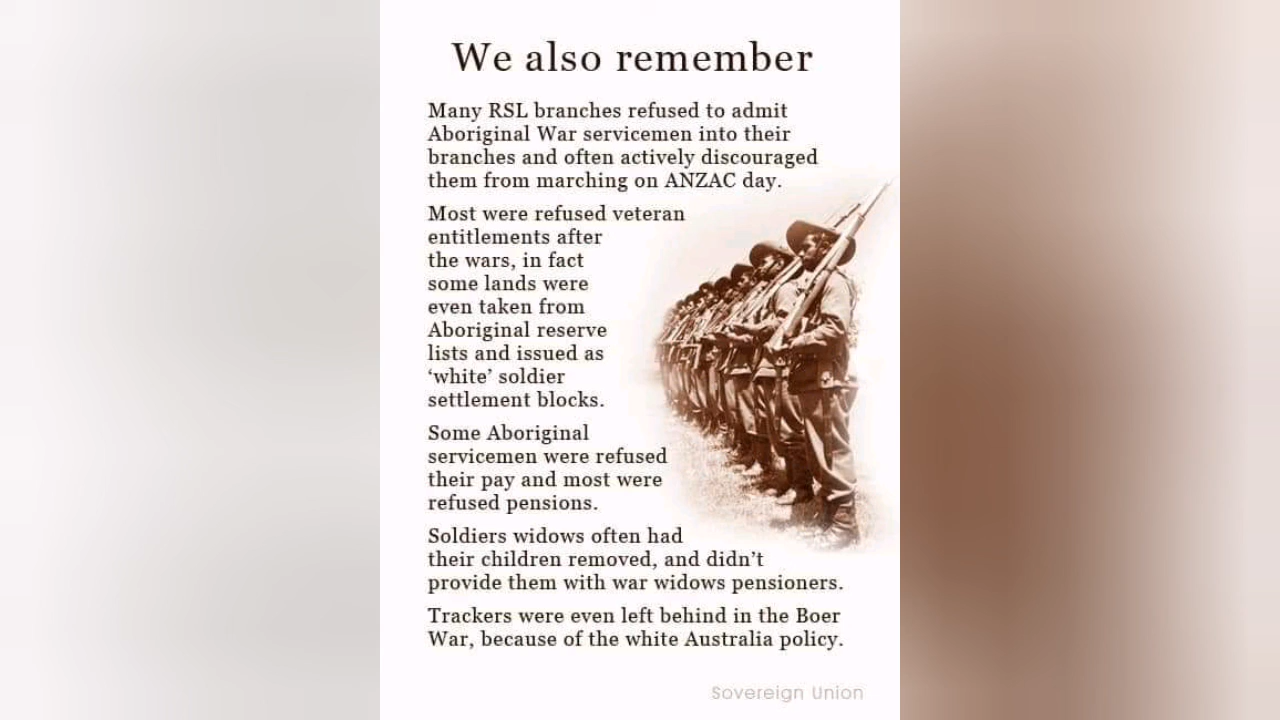 We also remember
Many RSL branches refused to admit
Aboriginal War servicemen into their
branches and often actively discouraged
them from marching on ANZAC day.
Most were refused veteran
entitlements after
the wars, in fact
some lands were
even taken from
Aboriginal reserve
lists and issued as
‘white’ soldier
settlement blocks.
Some Aboriginal
servicemen were refused
their pay and most were
refused pensions.
Soldiers widows often had
their children removed, and didn’t
provide them with war widows pensioners.
Trackers were even left behind in the Boer
War, because of the white Australia policy.
Sovereign Union